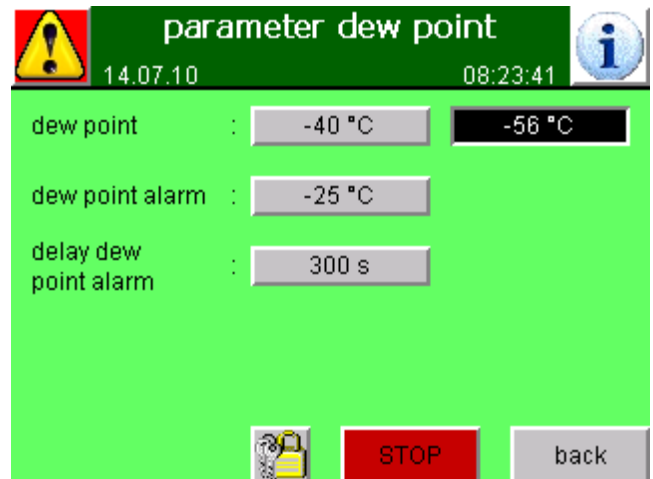 parameter dew point
14.07.10 08:23:41
dew point : -40 °C -56 °C
dew point alarm : -25 °C
delay dew
point alarm : 300 s
STOP back